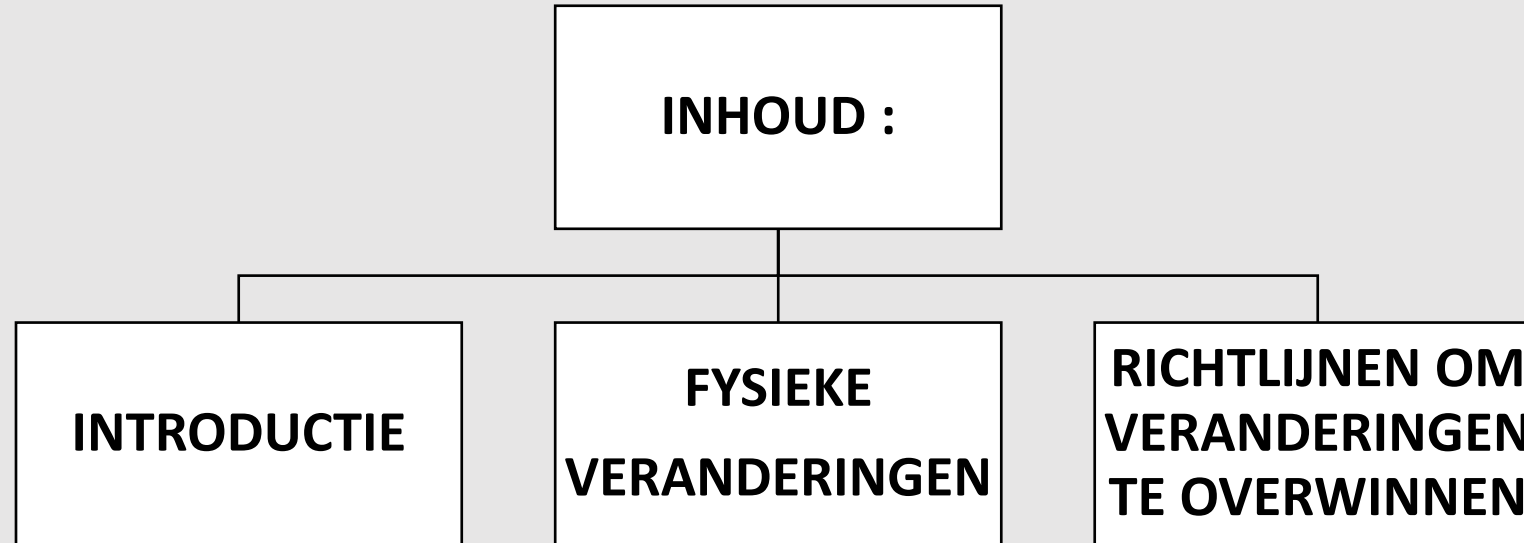 INHOUD :
INTRODUCTIE
FYSIEKE
VERANDERINGEN
RICHTLIJNEN OM
VERANDERINGEN
TE OVERWINNEN